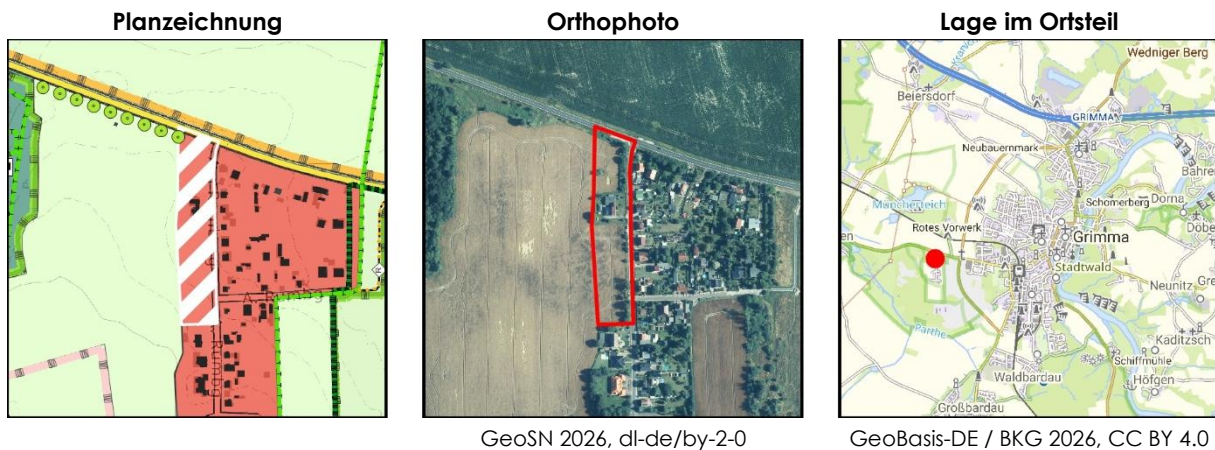 Planzeichnung
Orthophoto
Lage im Ortsteil
Wedniger Berg
Beiersdorf
GRIMMA
Neubauernmark
Bahren
Müncherteich
Schomerberg
Dorna
Rotes Vorwerk
Grimma
Stadtwald
Neunitz
Parthe
Kaditzsch
Schiffmühle
Waldbardau
Höfgen
Großbardau
GeoSN 2026, dl-de/by-2-0
GeoBasis-DE / BKG 2026, CC BY 4.0